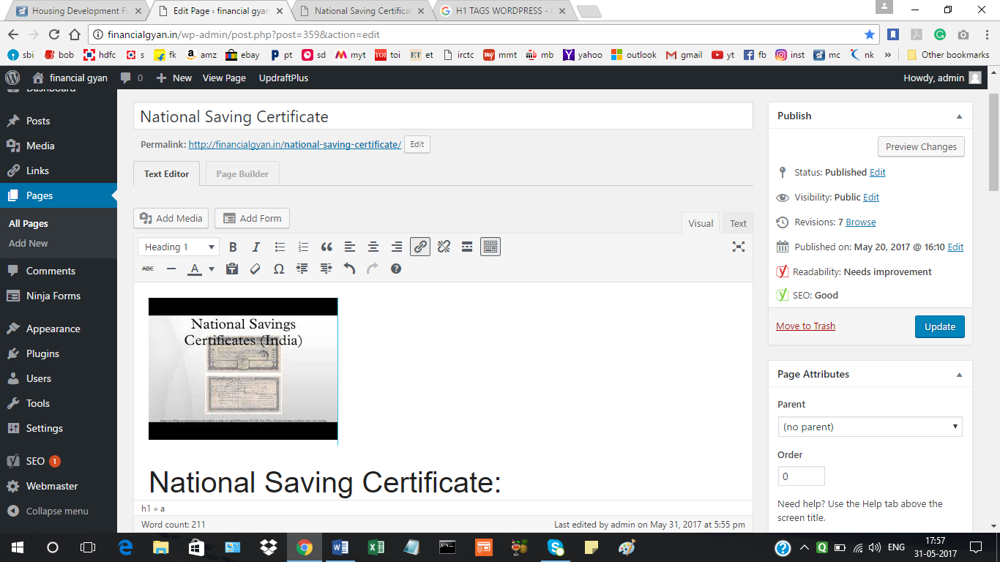 Housing Development F
Edit Page ‹ financial gyan
National Saving Certifica
H1 TAGS WORDPRESS -
financialgyan.in/wp-admin/post.php?post=359&action=edit
sbi bob hdfc s fk amz ebay pt sd myt TOI toi ET et irctc my mmt mb mb yahoo outlook gmail yt fb inst mc nk » Other bookmarks
financial gyan 0 New View Page UpdraftPlus Howdy, admin
Dashboard
Posts
Media
Links
Pages
All Pages
Add New
Comments
Ninja Forms
Appearance
Plugins
Users
Tools
Settings
SEO 1
Webmaster
Collapse menu
National Saving Certificate
Permalink: http://financialgyan.in/national-saving-certificate/ Edit
Text Editor Page Builder
Add Media Add Form
Visual Text
Heading 1 B I
ABC A Ω
National Savings
Certificates (India)
National Saving Certificate:
h1 » a
Word count: 211 Last edited by admin on May 31, 2017 at 5:55 pm
Publish
Preview Changes
Status: Published Edit
Visibility: Public Edit
Revisions: 7 Browse
Published on: May 20, 2017 @ 16:10 Edit
Readability: Needs improvement
SEO: Good
Move to Trash Update
Page Attributes
Parent
(no parent)
Order
0
Need help? Use the Help tab above the
screen title.
ENG 17:57
31-05-2017